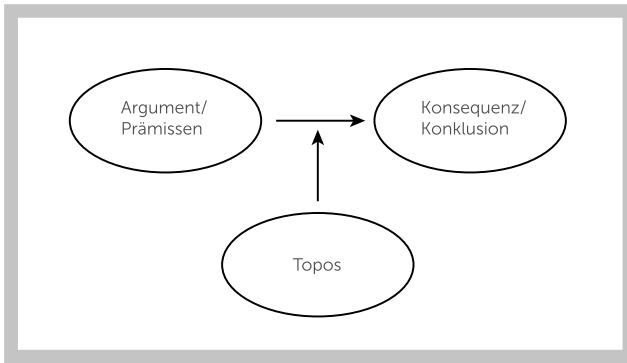 Argument/
Prämissen
Konsequenz/
Konklusion
Topos